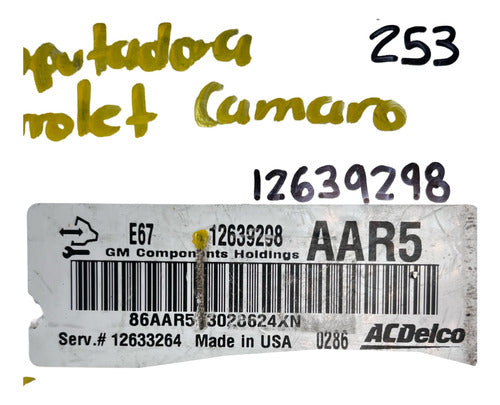 putadora 253
rolet Camaro
12639298
E67 12639298 AAR5
GM Components Holdings
Serv.# 12633264 Made in USA 0286 ACDelco